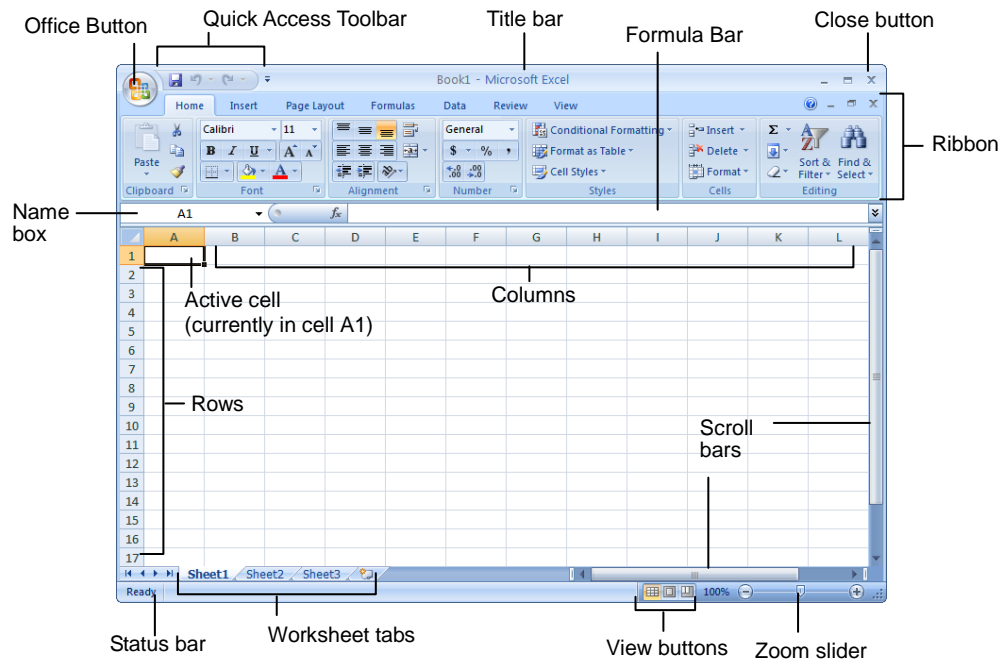 Office Button
Quick Access Toolbar
Title bar
Formula Bar
Close button
Book1 - Microsoft Excel
Home Insert Page Layout Formulas Data Review View
Ribbon
Paste
Clipboard
Calibri 11
B I U A A
A
Font
Alignment
General
$ % ,
.0 .00 .00 .0
Number
Conditional Formatting
Format as Table
Cell Styles
Styles
Insert
Delete
Format
Cells
Σ
Sort & Filter
Find & Select
Editing
Name box
A1
fx
A B C D E F G H I J K L
1
2
3
4
5
6
7
8
9
10
11
12
13
14
15
16
17
Active cell
(currently in cell A1)
Columns
Rows
Scroll
bars
Sheet1 Sheet2 Sheet3
Ready
100%
Status bar
Worksheet tabs
View buttons
Zoom slider